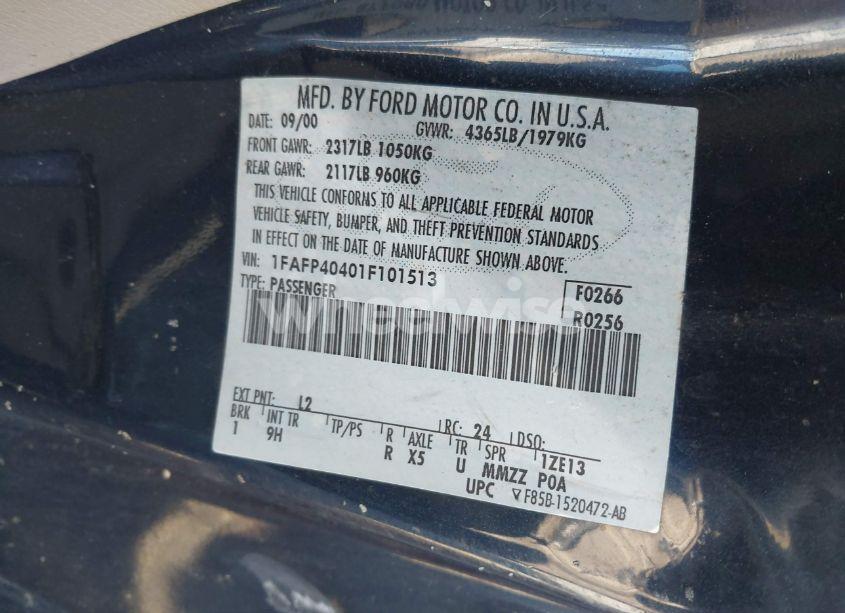 MFD. BY FORD MOTOR CO. IN U.S.A.
DATE: 09/00 GVWR: 4365LB/1979KG
FRONT GAWR: 2317LB 1050KG
REAR GAWR: 2117LB 960KG
THIS VEHICLE CONFORMS TO ALL APPLICABLE FEDERAL MOTOR
VEHICLE SAFETY, BUMPER, AND THEFT PREVENTION STANDARDS
IN EFFECT ON THE DATE OF MANUFACTURE SHOWN ABOVE.
VIN: 1FAFP40401F101513
TYPE: PASSENGER
F0266
R0256
wheelwise
EXT PNT: L2 RC: 24 DSO:
BRK INT TR TP/PS R AXLE TR SPR 1ZE13
1 9H R X5 U MMZZ P0A
UPC F85B-1520472-AB